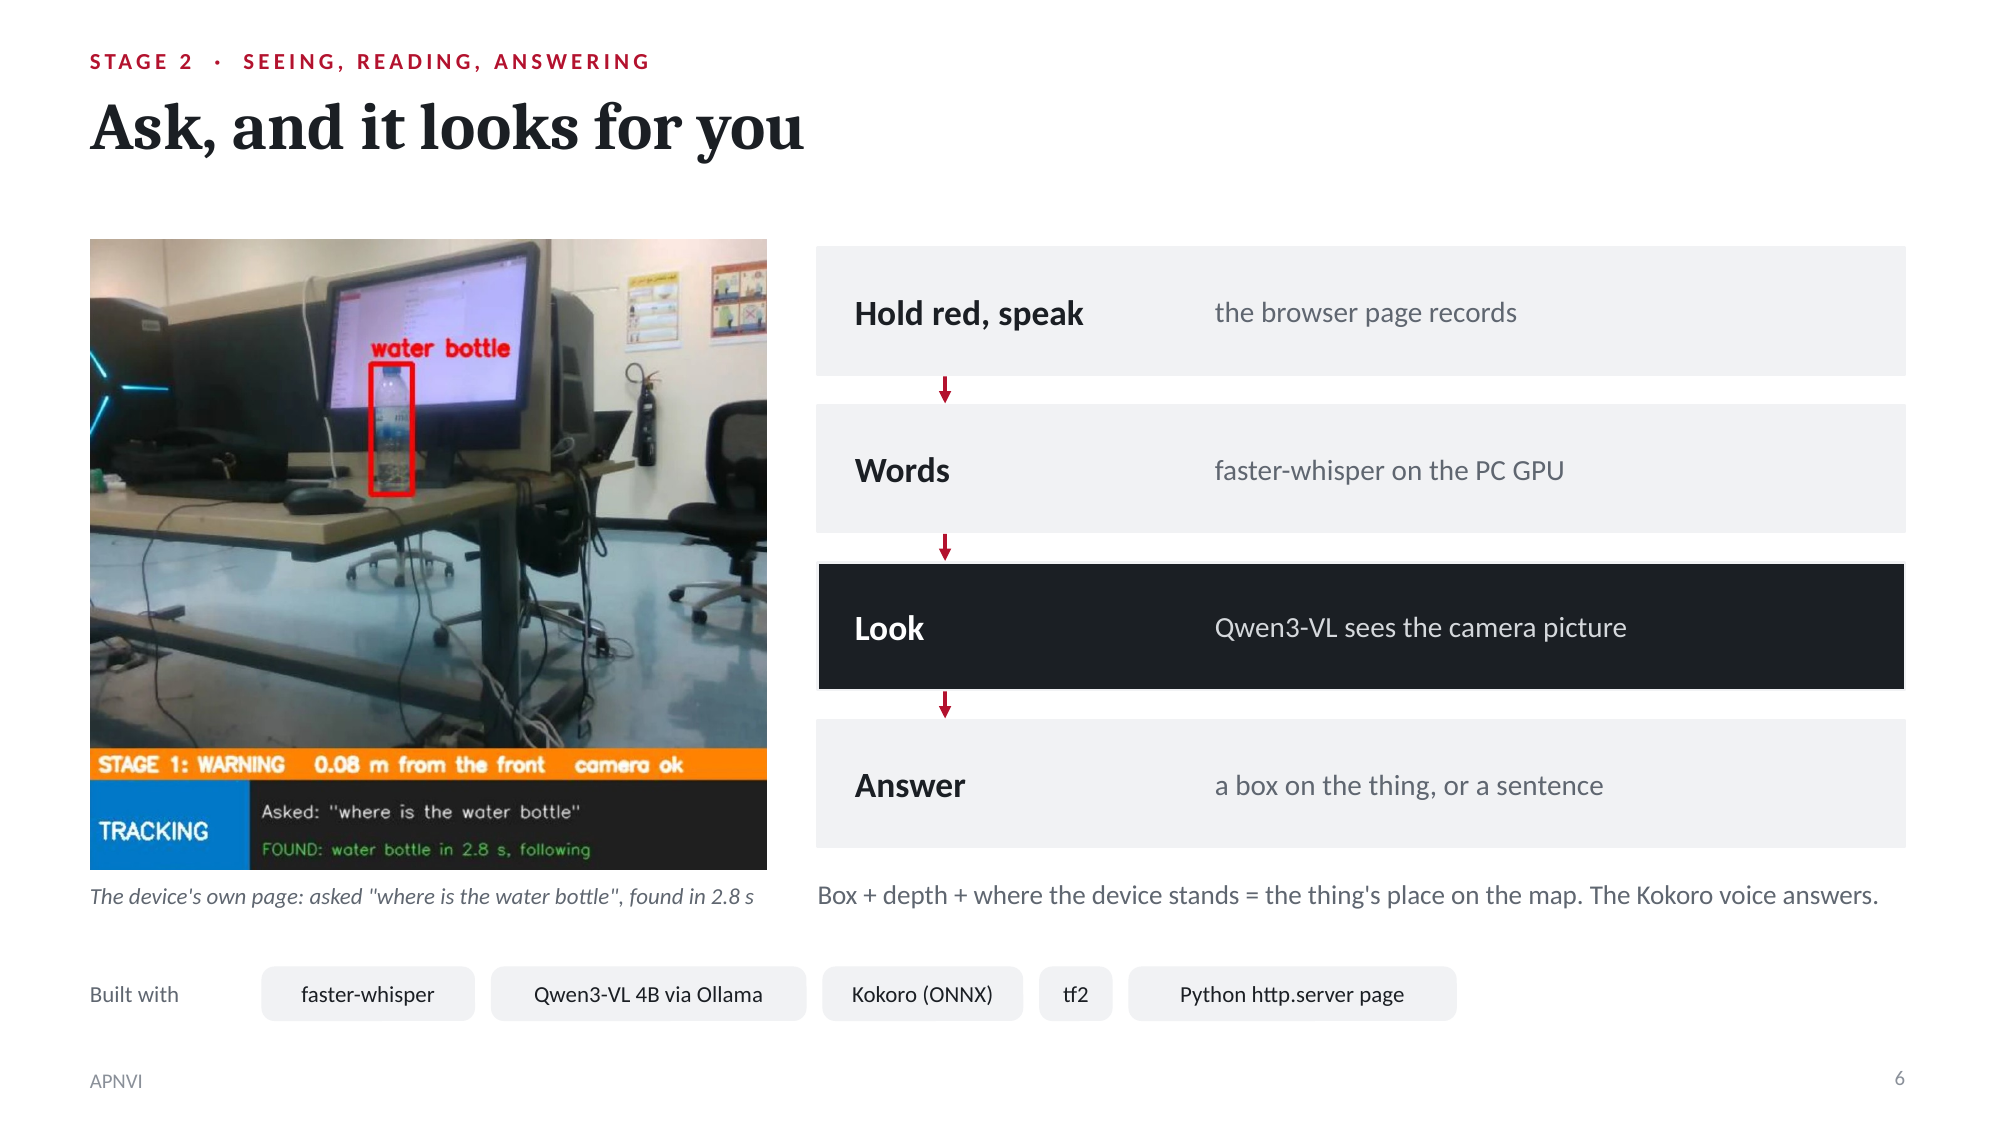 STAGE 2 · SEEING, READING, ANSWERING
Ask, and it looks for you
water bottle
STAGE 1: WARNING 0.08 m from the front camera ok
TRACKING
Asked: "where is the water bottle"
FOUND: water bottle in 2.8 s, following
The device's own page: asked "where is the water bottle", found in 2.8 s
Hold red, speak
the browser page records
Words
faster-whisper on the PC GPU
Look
Qwen3-VL sees the camera picture
Answer
a box on the thing, or a sentence
Box + depth + where the device stands = the thing's place on the map. The Kokoro voice answers.
Built with
faster-whisper
Qwen3-VL 4B via Ollama
Kokoro (ONNX)
tf2
Python http.server page
APNVI
6